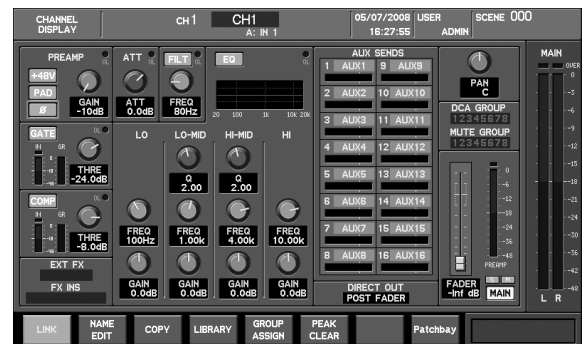 CHANNEL DISPLAY
CH 1
CH1
A: IN 1
05/07/2008
16:27:55
USER
ADMIN
SCENE 000
PREAMP
OL
+48V
PAD
Ø
GAIN
-10dB
ATT
OL
ATT
0.0dB
FILT
OL
FREQ
80Hz
EQ
OL
20 100 1k 10k 20k
GATE
OL
IN GR
THRE
-24.0dB
COMP
OL
IN GR
THRE
-8.0dB
EXT FX
FX INS
LO LO-MID HI-MID HI
Q
2.00
Q
2.00
FREQ
100Hz
FREQ
1.00k
FREQ
4.00k
FREQ
10.00k
GAIN
0.0dB
GAIN
0.0dB
GAIN
0.0dB
GAIN
0.0dB
AUX SENDS
1 AUX1 9 AUX9
2 AUX2 10 AUX10
3 AUX3 11 AUX11
4 AUX4 12 AUX12
5 AUX5 13 AUX13
6 AUX6 14 AUX14
7 AUX7 15 AUX15
8 AUX8 16 AUX16
DIRECT OUT
POST FADER
PAN
C
DCA GROUP
12345678
MUTE GROUP
12345678
0
-6
-12
-18
-24
-36
-48
PREAMP
S M
FADER
-Inf dB
MAIN
MAIN
OVER
0
-3
-6
-9
-12
-15
-18
-21
-24
-30
-36
-42
-48
L R
LINK
NAME EDIT
COPY
LIBRARY
GROUP ASSIGN
PEAK CLEAR
Patchbay